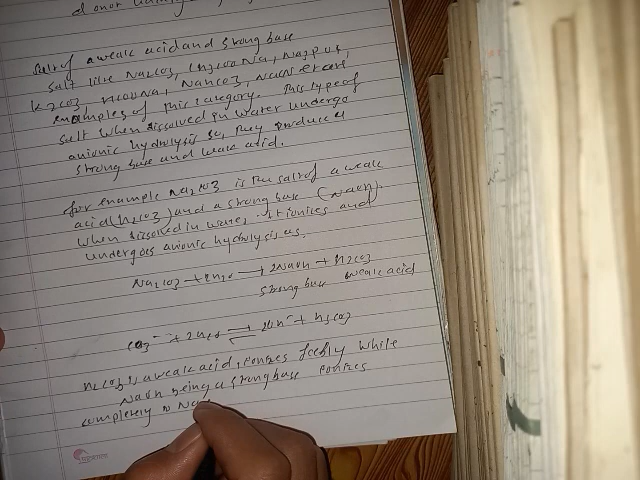 donor
Salt of a weak acid and strong base
Salt like Na2CO3, CH3COONa, Na3PO4,
K2CO3, HCOONa, NaHCO3, NaCN etc are
examples of this category. This type of
salt when dissolved in water undergo
anionic hydrolysis so, they produce a
strong base and weak acid.
for example Na2CO3 is the salt of a weak
acid (H2CO3) and a strong base (NaOH).
when dissolved in water. It ionizes and
undergoes anionic hydrolysis as,
Na2CO3 + 2H2O → 2NaOH + H2CO3
strong base weak acid
CO3-- + 2H2O ⇌ 2OH- + H2CO3
H2CO3 is a weak acid, ionizes feebly while
NaOH being a strong base ionizes
completely to Na